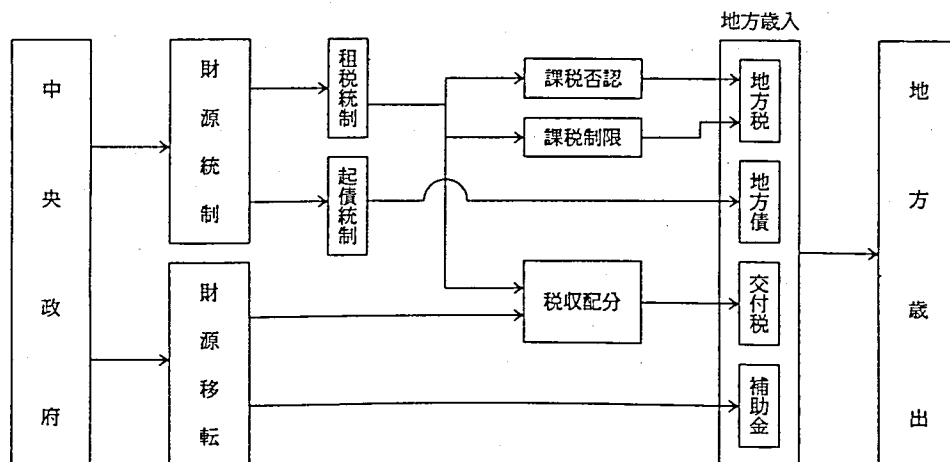 地方歳入
中央政府
財源統制
租税統制
課税否認
地方税
地方歳出
課税制限
起債統制
地方債
財源移転
税収配分
交付税
補助金